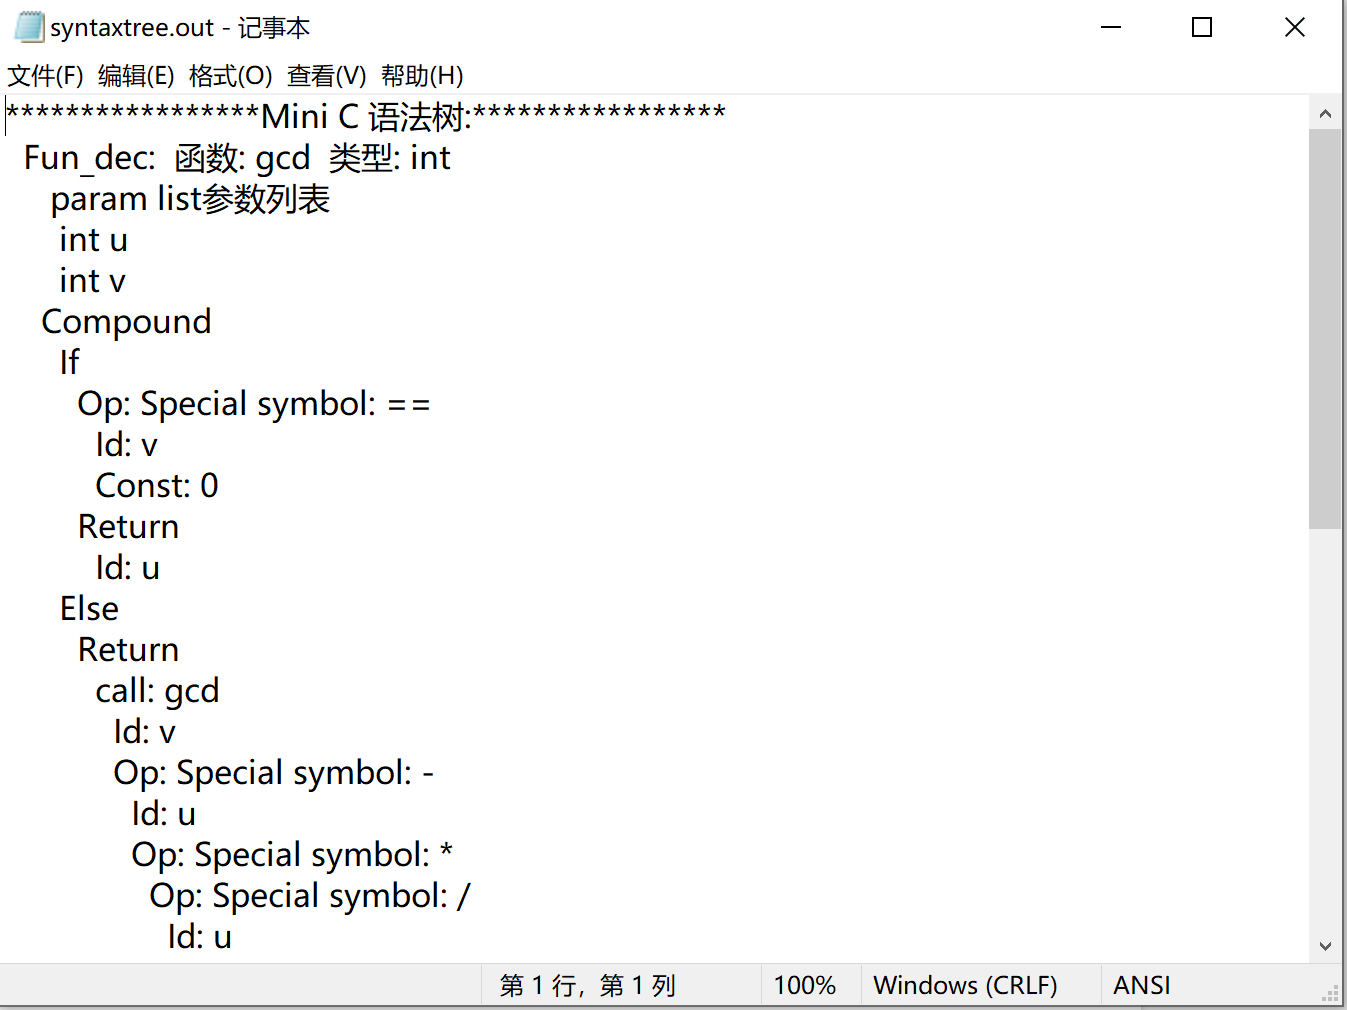 syntaxtree.out - 记事本
文件(F) 编辑(E) 格式(O) 查看(V) 帮助(H)
*****************Mini C 语法树:*****************
Fun_dec: 函数: gcd 类型: int
param list参数列表
int u
int v
Compound
If
Op: Special symbol: ==
Id: v
Const: 0
Return
Id: u
Else
Return
call: gcd
Id: v
Op: Special symbol: -
Id: u
Op: Special symbol: *
Op: Special symbol: /
Id: u
第 1 行，第 1 列 100% Windows (CRLF) ANSI